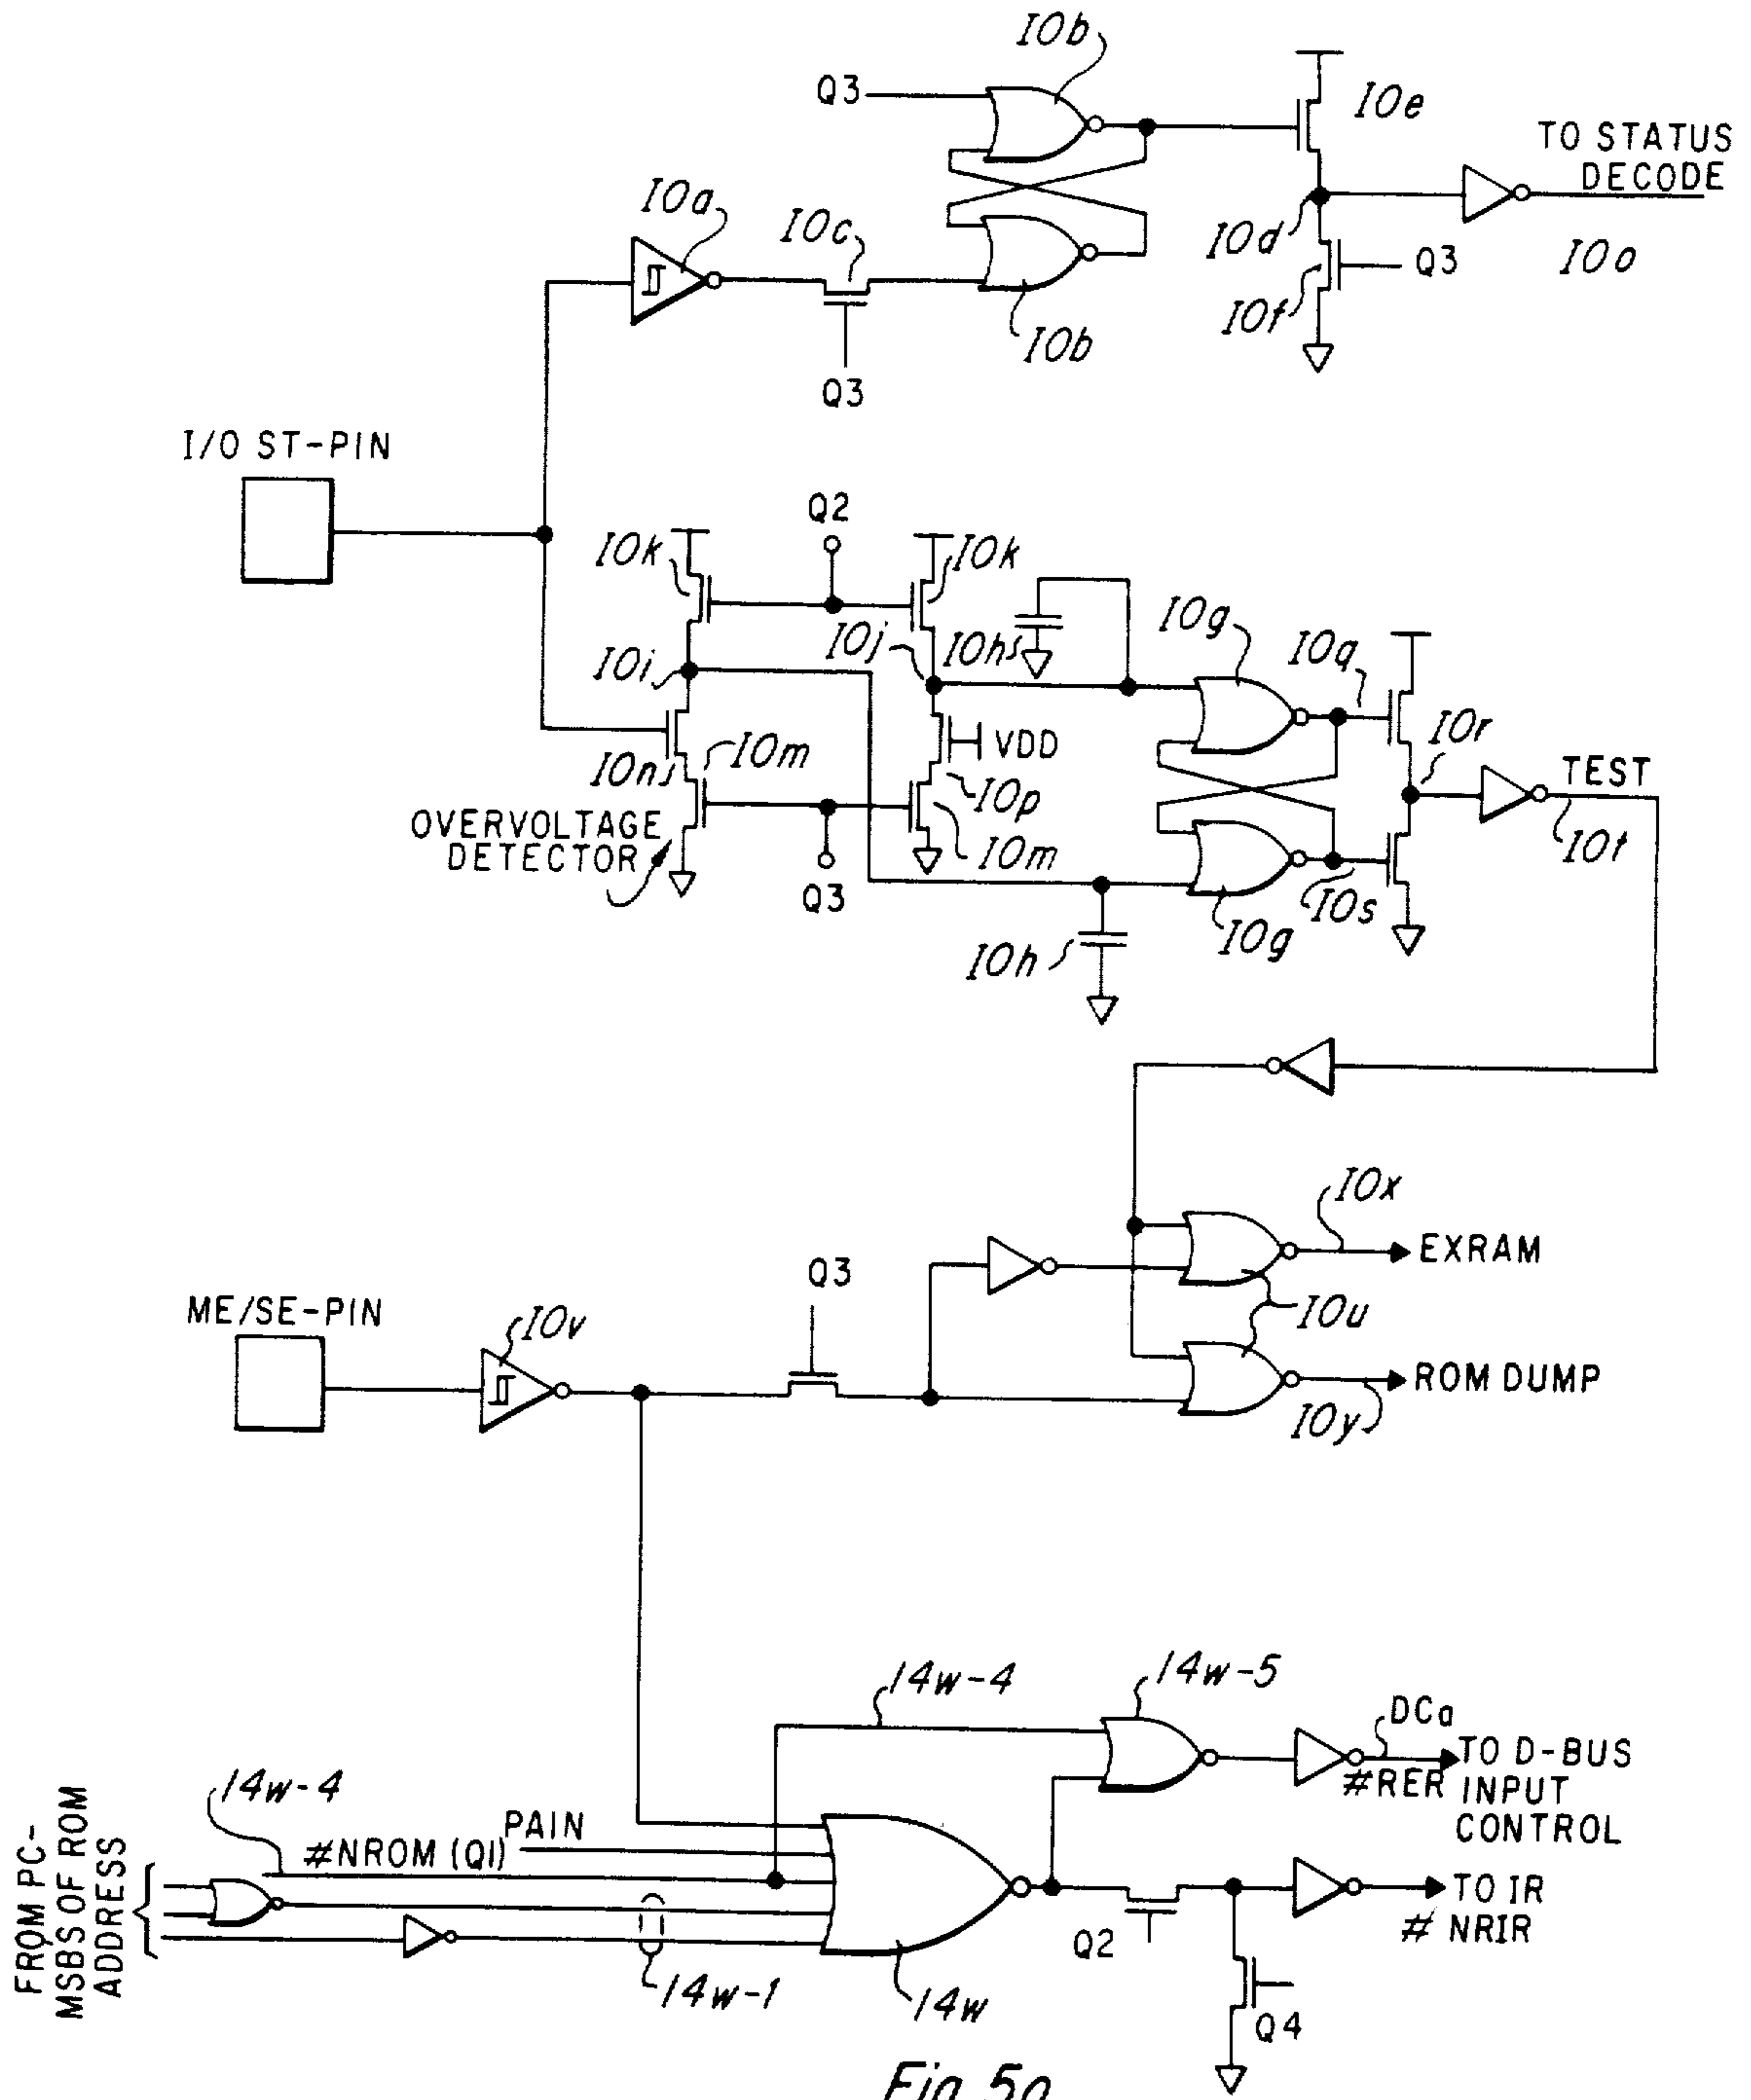 10b
Q3
10e
TO STATUS
DECODE
10a
10c
10d
Q3
10o
10f
10b
Q3
I/O ST-PIN
Q2
10k
10k
10g
10q
10j
10h
10i
10r
VDD
10m
10n
TEST
10p
OVERVOLTAGE
DETECTOR
10m
10t
Q3
10s
10g
10h
10x
EXRAM
Q3
ME/SE-PIN
10v
10u
ROM DUMP
10y
14w-4
14w-5
DCa
TO D-BUS
#RER INPUT
CONTROL
14w-4
PAIN
#NROM (Q1)
FROM PC-
MSBS OF ROM
ADDRESS
TO IR
# NRIR
Q2
14w-1
14w
Q4
Fig. 5a